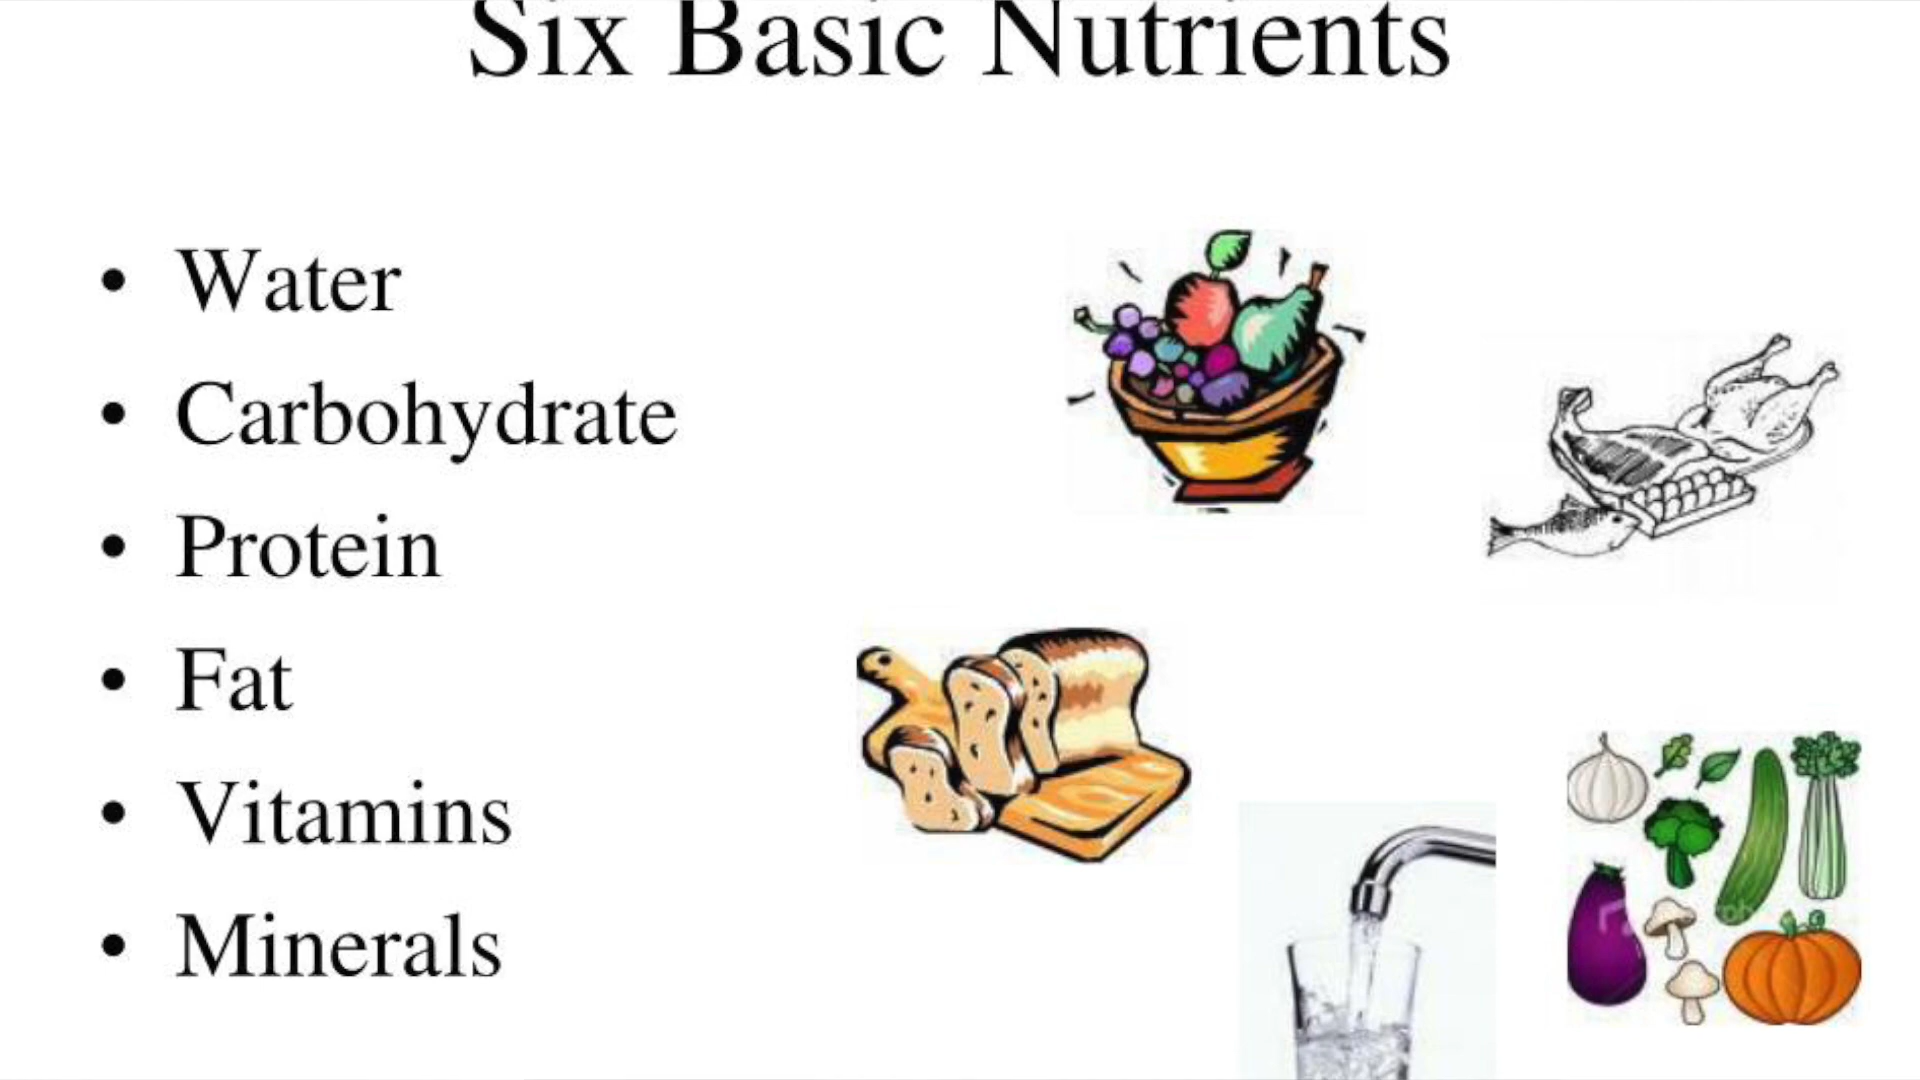 Six Basic Nutrients
• Water
• Carbohydrate
• Protein
• Fat
• Vitamins
• Minerals